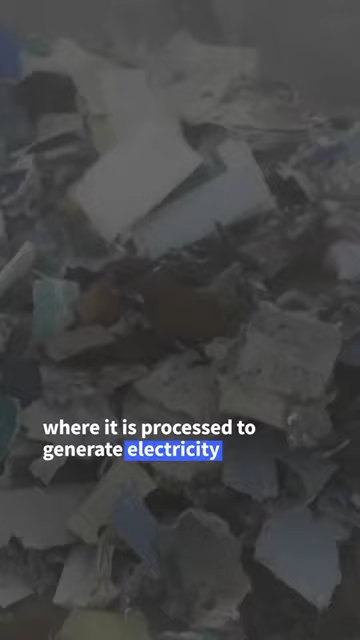 where it is processed to
generate electricity